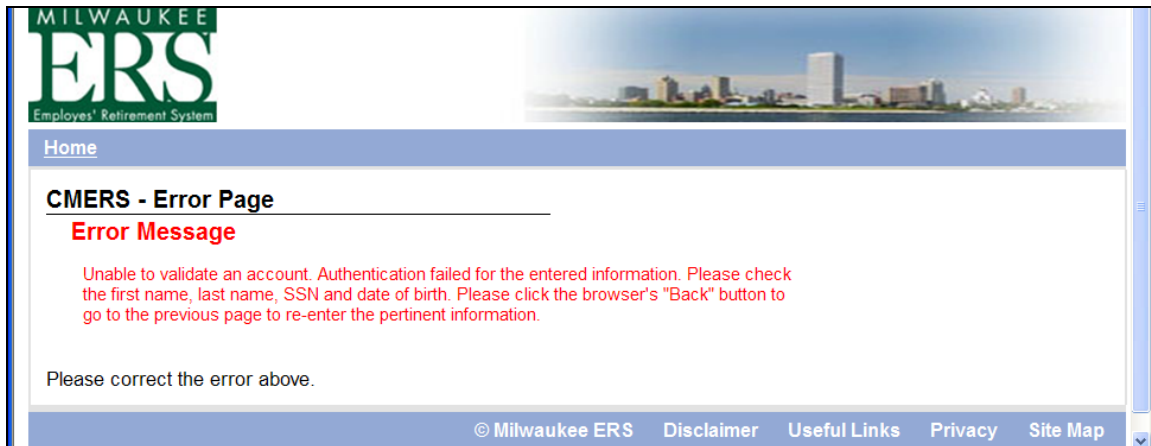 MILWAUKEE
ERS
Employes' Retirement System
Home
CMERS - Error Page
Error Message
Unable to validate an account. Authentication failed for the entered information. Please check
the first name, last name, SSN and date of birth. Please click the browser's "Back" button to
go to the previous page to re-enter the pertinent information.
Please correct the error above.
© Milwaukee ERS Disclaimer Useful Links Privacy Site Map